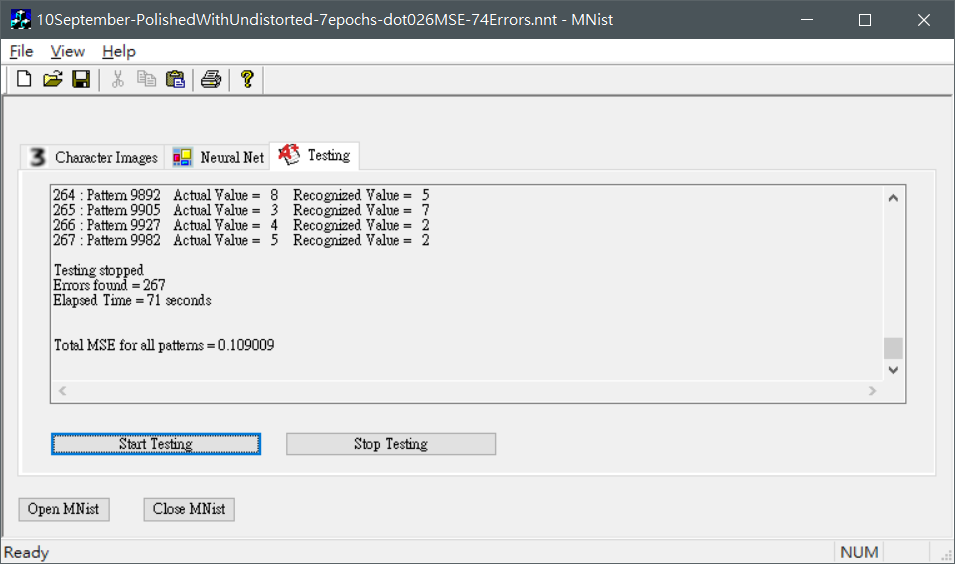 10September-PolishedWithUndistorted-7epochs-dot026MSE-74Errors.nnt - MNist
File View Help
3 Character Images Neural Net Testing
264 : Pattern 9892 Actual Value = 8 Recognized Value = 5
265 : Pattern 9905 Actual Value = 3 Recognized Value = 7
266 : Pattern 9927 Actual Value = 4 Recognized Value = 2
267 : Pattern 9982 Actual Value = 5 Recognized Value = 2
Testing stopped
Errors found = 267
Elapsed Time = 71 seconds
Total MSE for all patterns = 0.109009
Start Testing Stop Testing
Open MNist Close MNist
Ready NUM